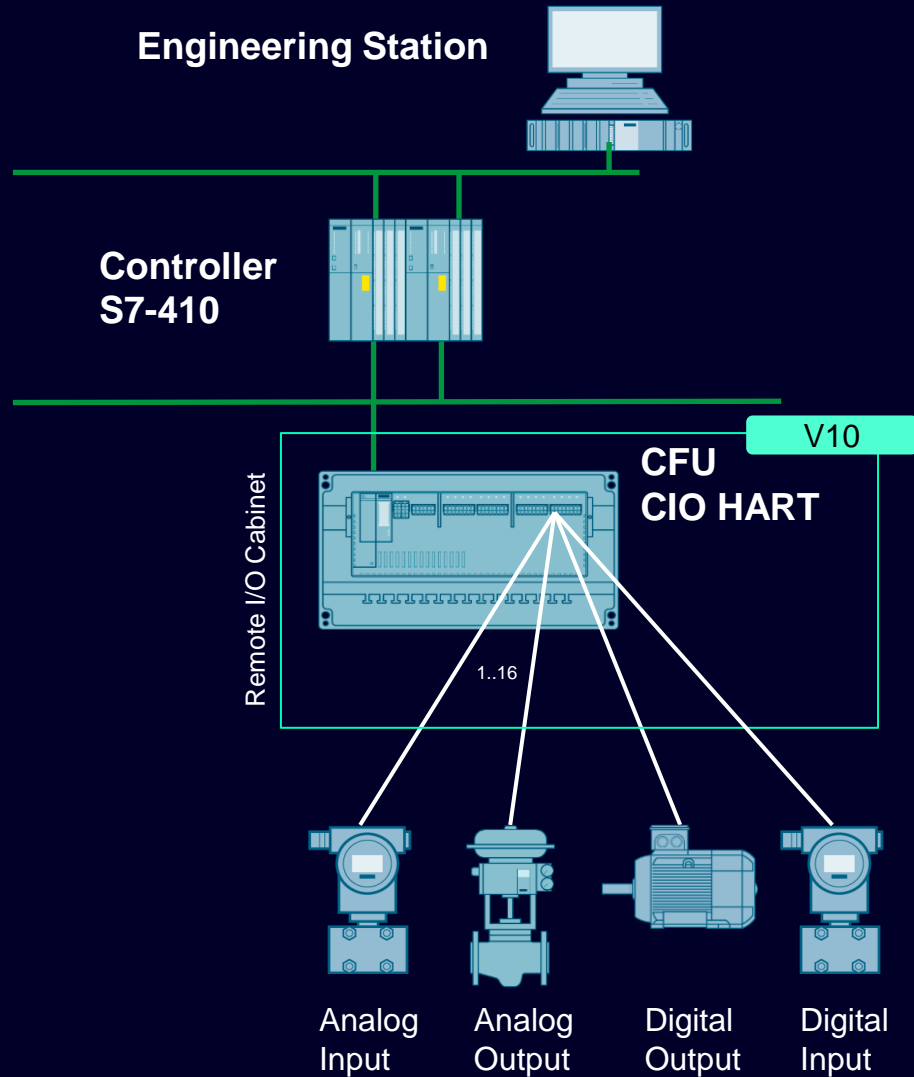 Engineering Station
Controller
S7-410
V10
CFU
CIO HART
Remote I/O Cabinet
1..16
Analog
Input
Analog
Output
Digital
Output
Digital
Input